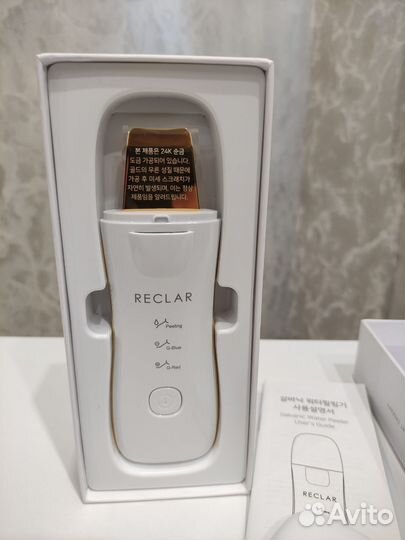 본 제품은 24K 순금
도금 가공되어 있습니다.
골드의 무른 성질 때문에
가공 후 미세 스크래치가
자연히 발생되며, 이는 정상
제품임을 알려드립니다.
RECLAR
Peeling
G-Blue
G-Red
갈바닉 워터필링기
사용설명서
Galvanic Water Peeler
User's Guide
RECLAR
Avito